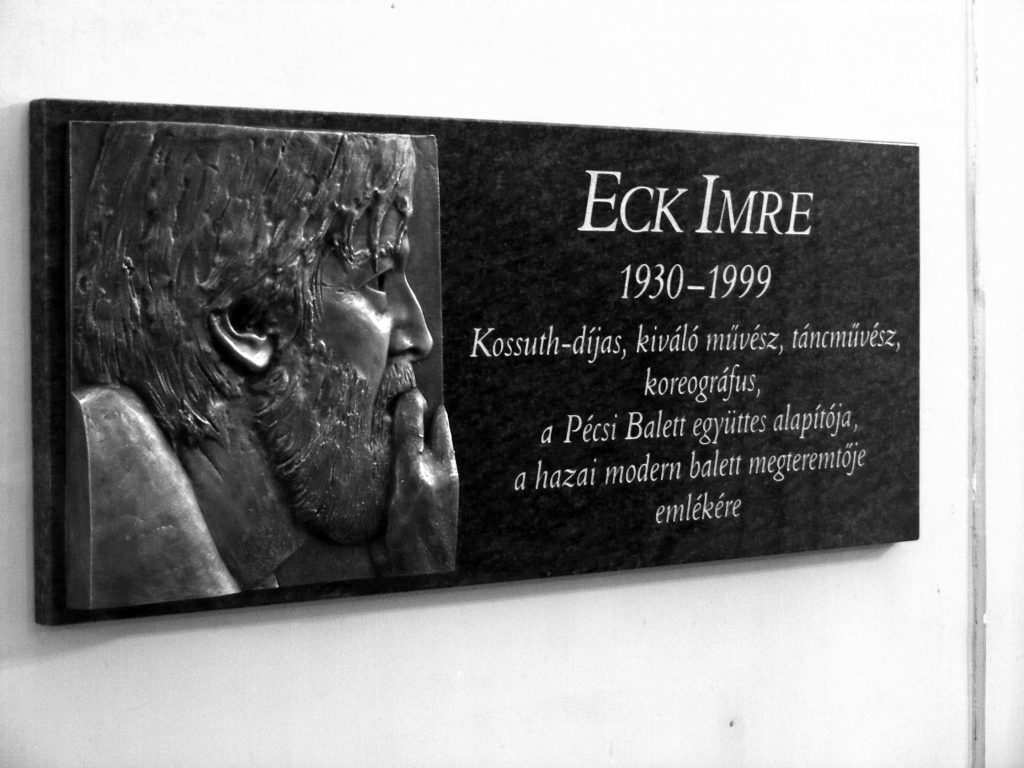 ECK IMRE
1930–1999
Kossuth-díjas, kiváló művész, táncművész,
koreográfus,
a Pécsi Balett együttes alapítója,
a hazai modern balett megteremtője
emlékére